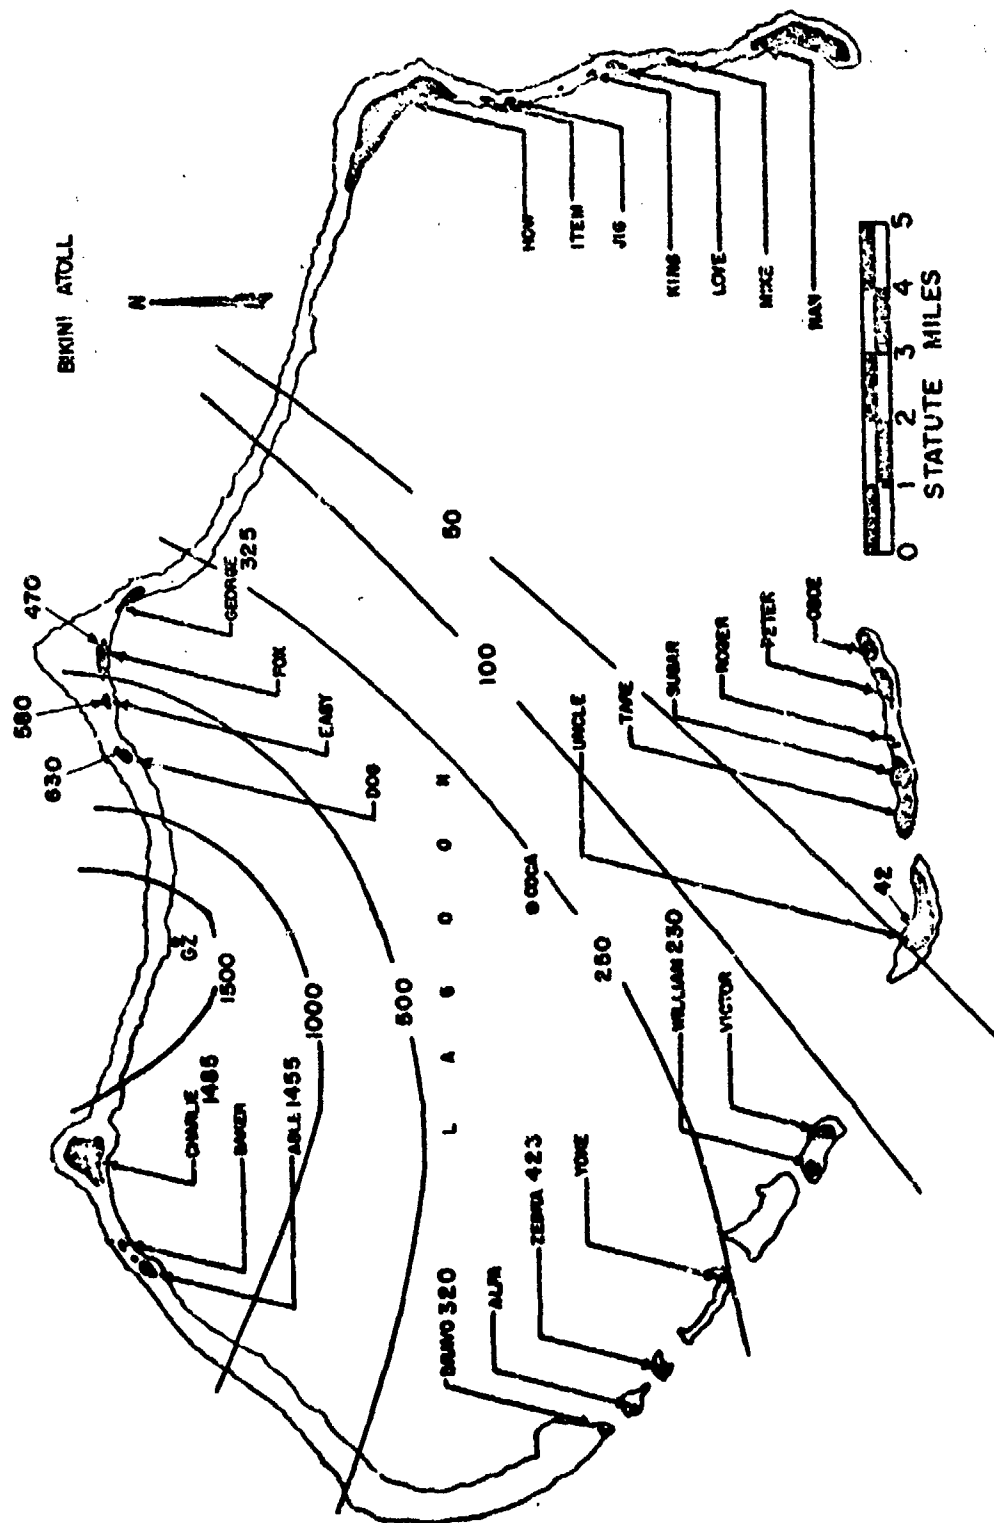 BIKINI ATOLL
N
470
580
630
GEORGE
325
FOX
EASY
DOG
GZ
1500
1000
500
250
100
50
CHARLIE
1485
BAKER
ABLE 1455
LAGOON
COCA
HOW
ITEM
JIG
KING
LOVE
MIKE
NAN
BRAVO 320
ALFA
ZEBRA 423
YOKE
WILLIAM 230
VICTOR
UNCLE
42
TARE
SUGAR
ROGER
PETER
OBOE
0 1 2 3 4 5
STATUTE MILES